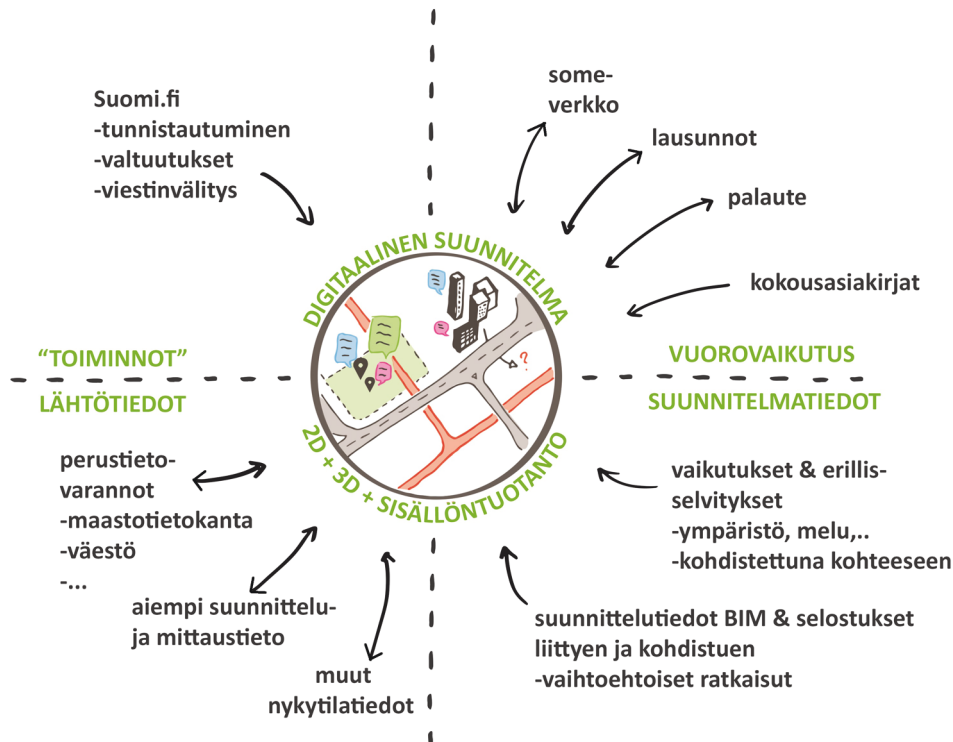 Suomi.fi
-tunnistautuminen
-valtuutukset
-viestinvälitys
some-
verkko
lausunnot
palaute
kokousasiakirjat
DIGITAALINEN SUUNNITELMA
?
2D + 3D + SISÄLLÖNTUOTANTO
“TOIMINNOT”
VUOROVAIKUTUS
LÄHTÖTIEDOT
SUUNNITELMATIEDOT
perustieto-
varannot
-maastotietokanta
-väestö
-...
aiempi suunnittelu-
ja mittaustieto
muut
nykytilatiedot
vaikutukset & erillis-
selvitykset
-ympäristö, melu,..
-kohdistettuna kohteeseen
suunnittelutiedot BIM & selostukset
liittyen ja kohdistuen
-vaihtoehtoiset ratkaisut